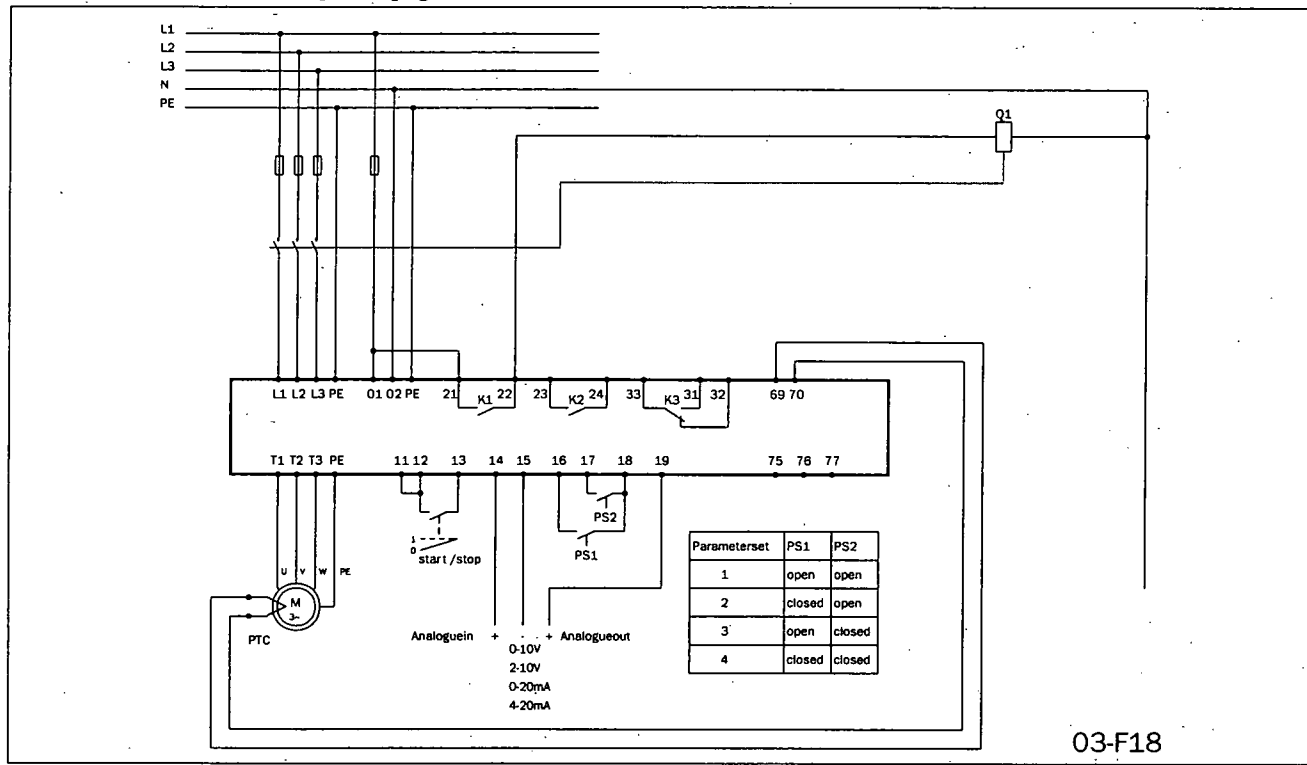 L1
L2
L3
N
PE
Q1
L1 L2 L3 PE 01 02 PE 21 K1 22 23 K2 24 33 K3 31 32 69 70
T1 T2 T3 PE 11 12 13 14 15 16 17 18 19 75 76 77
PS2
1
0
start /stop
PS1
U V W PE
M
3~
PTC
Analoguein + - + Analogueout
0-10V
2-10V
0-20mA
4-20mA
Parameterset PS1 PS2
1 open open
2 closed open
3 open closed
4 closed closed
03-F18